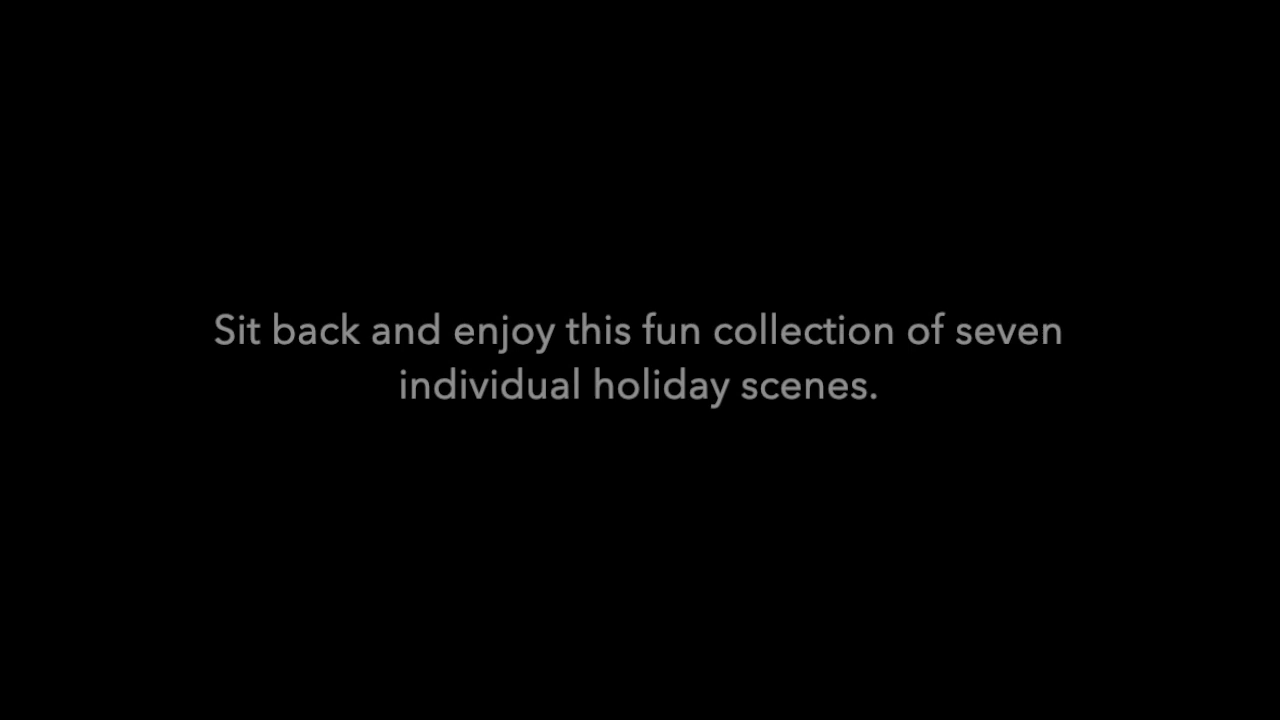 Sit back and enjoy this fun collection of seven
individual holiday scenes.